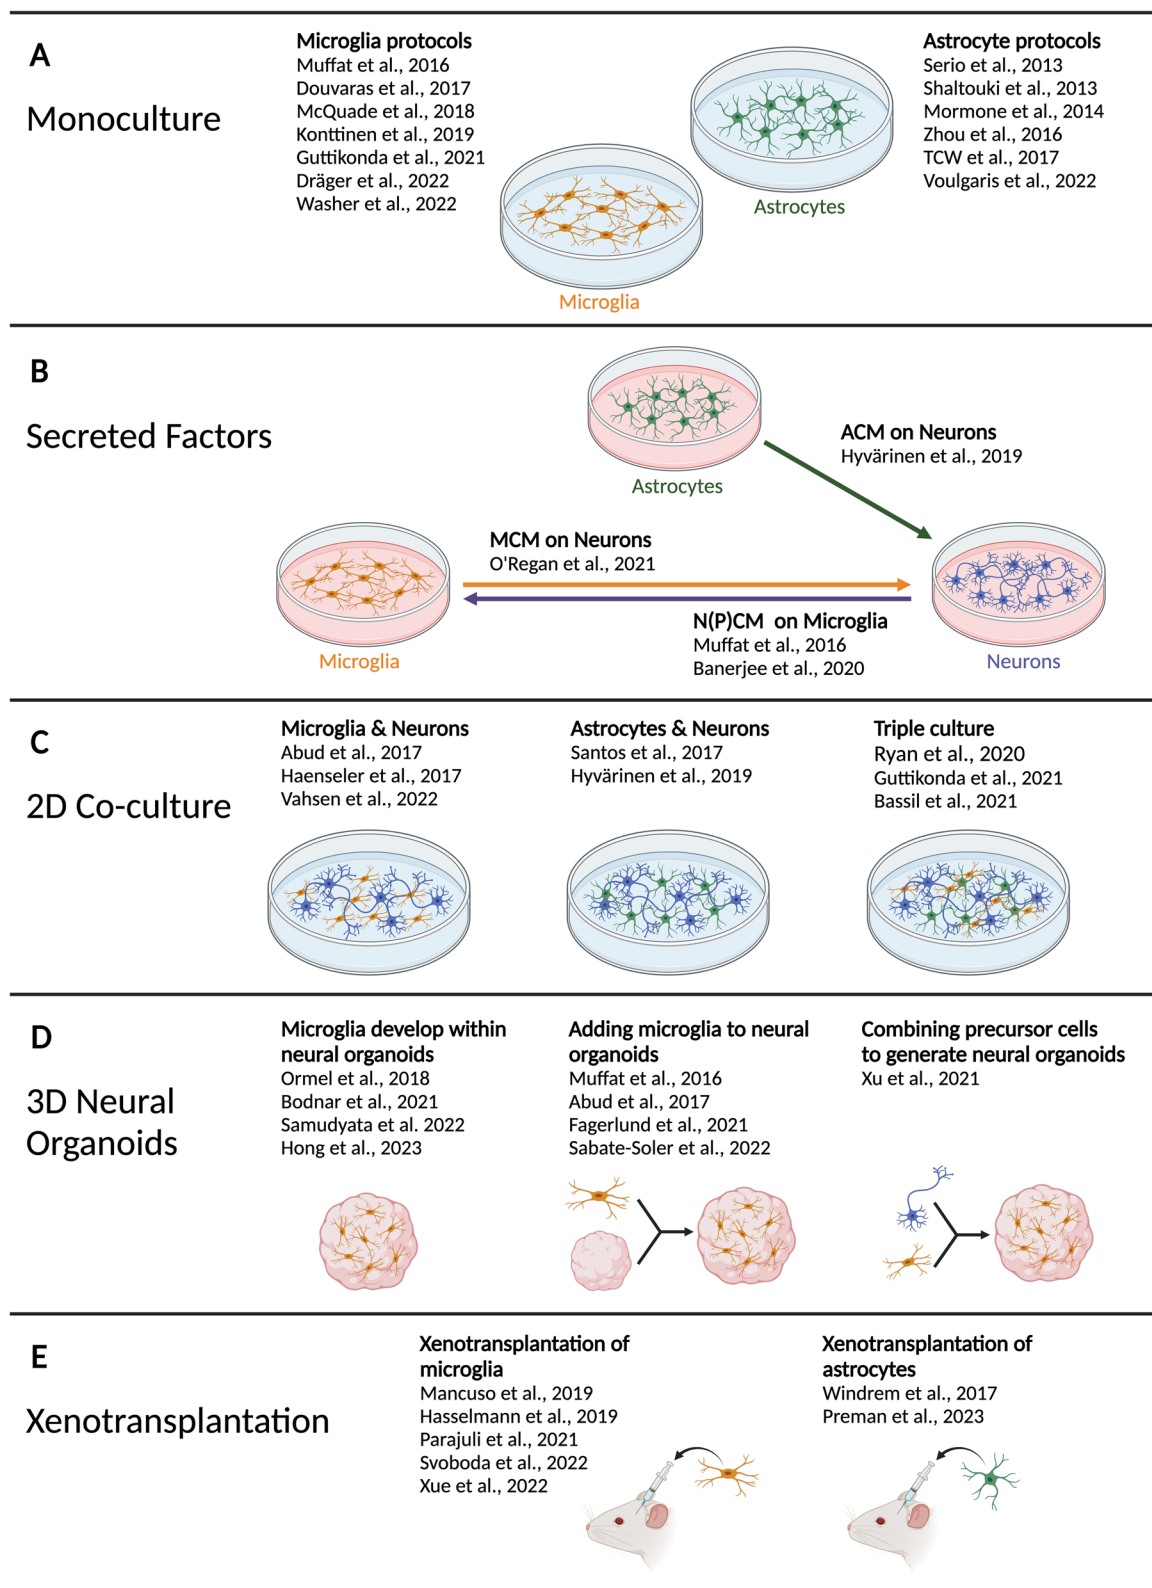 A
Monoculture
Microglia protocols
Muffat et al., 2016
Douvaras et al., 2017
McQuade et al., 2018
Konttinen et al., 2019
Guttikonda et al., 2021
Dräger et al., 2022
Washer et al., 2022
Microglia
Astrocytes
Astrocyte protocols
Serio et al., 2013
Shaltouki et al., 2013
Mormone et al., 2014
Zhou et al., 2016
TCW et al., 2017
Voulgaris et al., 2022
B
Secreted Factors
Astrocytes
ACM on Neurons
Hyvärinen et al., 2019
MCM on Neurons
O'Regan et al., 2021
N(P)CM  on Microglia
Muffat et al., 2016
Banerjee et al., 2020
Microglia
Neurons
C
2D Co-culture
Microglia & Neurons
Abud et al., 2017
Haenseler et al., 2017
Vahsen et al., 2022
Astrocytes & Neurons
Santos et al., 2017
Hyvärinen et al., 2019
Triple culture
Ryan et al., 2020
Guttikonda et al., 2021
Bassil et al., 2021
D
3D Neural
Organoids
Microglia develop within
neural organoids
Ormel et al., 2018
Bodnar et al., 2021
Samudyata et al. 2022
Hong et al., 2023
Adding microglia to neural
organoids
Muffat et al., 2016
Abud et al., 2017
Fagerlund et al., 2021
Sabate-Soler et al., 2022
Combining precursor cells
to generate neural organoids
Xu et al., 2021
E
Xenotransplantation
Xenotransplantation of
microglia
Mancuso et al., 2019
Hasselmann et al., 2019
Parajuli et al., 2021
Svoboda et al., 2022
Xue et al., 2022
Xenotransplantation of
astrocytes
Windrem et al., 2017
Preman et al., 2023